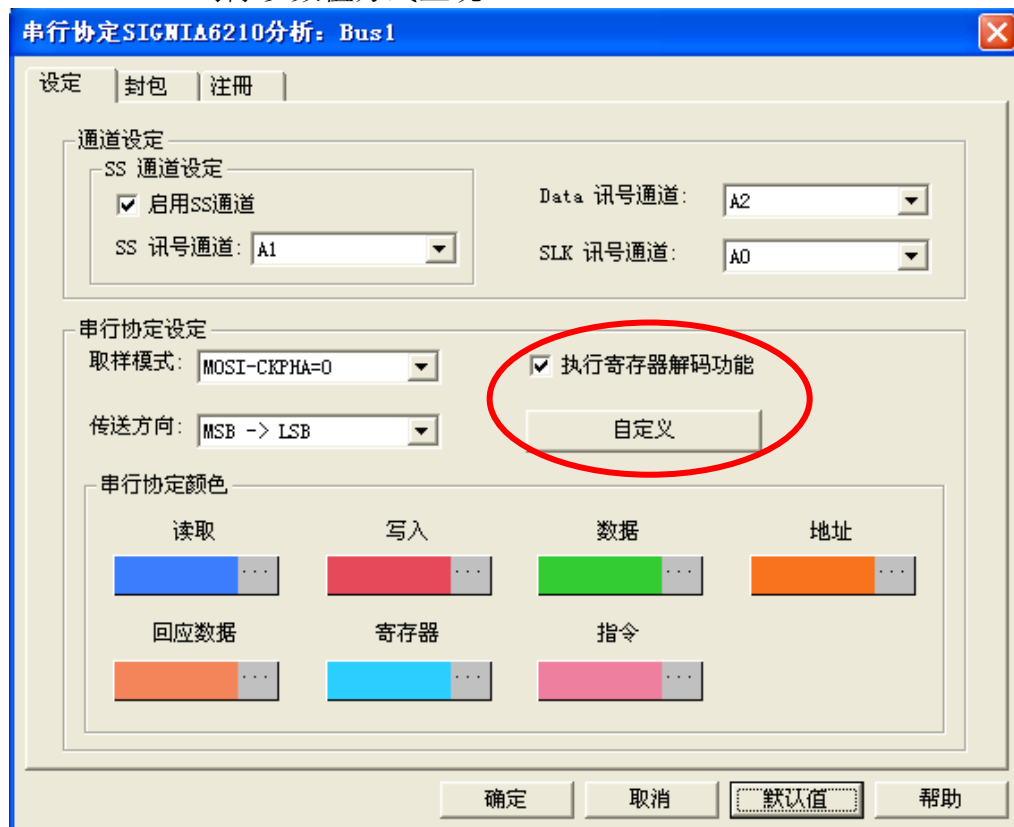 串行协定SIGNIA6210分析: Bus1
设定 封包 注冊
通道设定
SS 通道设定
启用SS通道
SS 讯号通道: A1
Data 讯号通道: A2
SLK 讯号通道: A0
串行协定设定
取样模式: MOSI-CKPHA=0
执行寄存器解码功能
传送方向: MSB -> LSB
自定义
串行协定颜色
读取 写入 数据 地址
... ... ... ...
回应数据 寄存器 指令
... ... ...
确定 取消 默认值 帮助